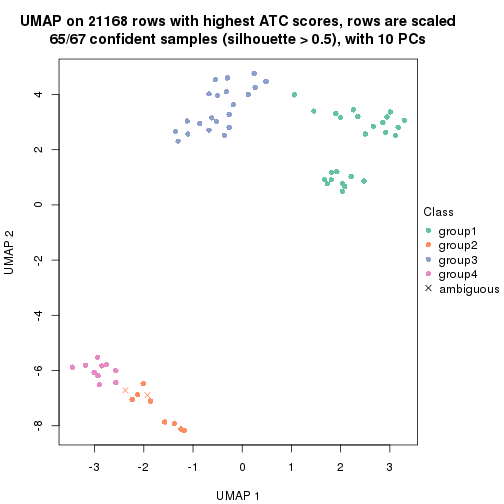 UMAP on 21168 rows with highest ATC scores, rows are scaled
65/67 confident samples (silhouette > 0.5), with 10 PCs
4
2
0
-2
-4
-6
-8
UMAP 2
-3 -2 -1 0 1 2 3
UMAP 1
Class
group1
group2
group3
group4
ambiguous